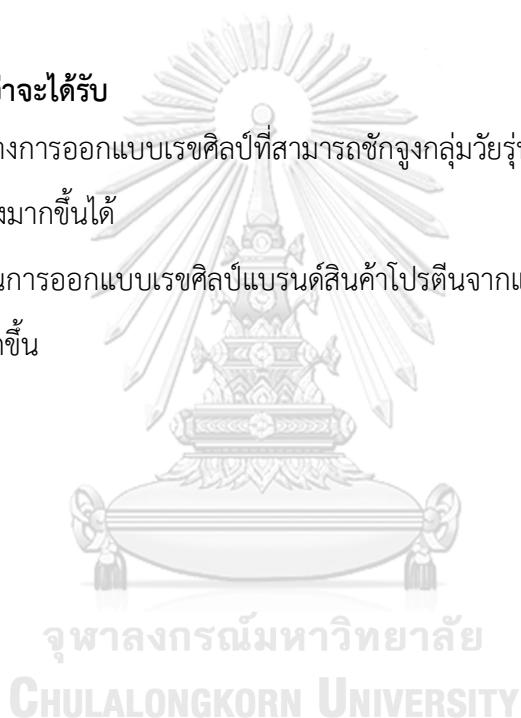 าจะได้รับ
างการออกแบบเรขศิลป์ที่สามารถชักจูงกลุ่มวัยรุ่
งมากขึ้นได้
นการออกแบบเรขศิลป์แบรนด์สินค้าโปรตีนจากแ
กขึ้น
จุฬาลงกรณ์มหาวิทยาลัย
CHULALONGKORN UNIVERSITY